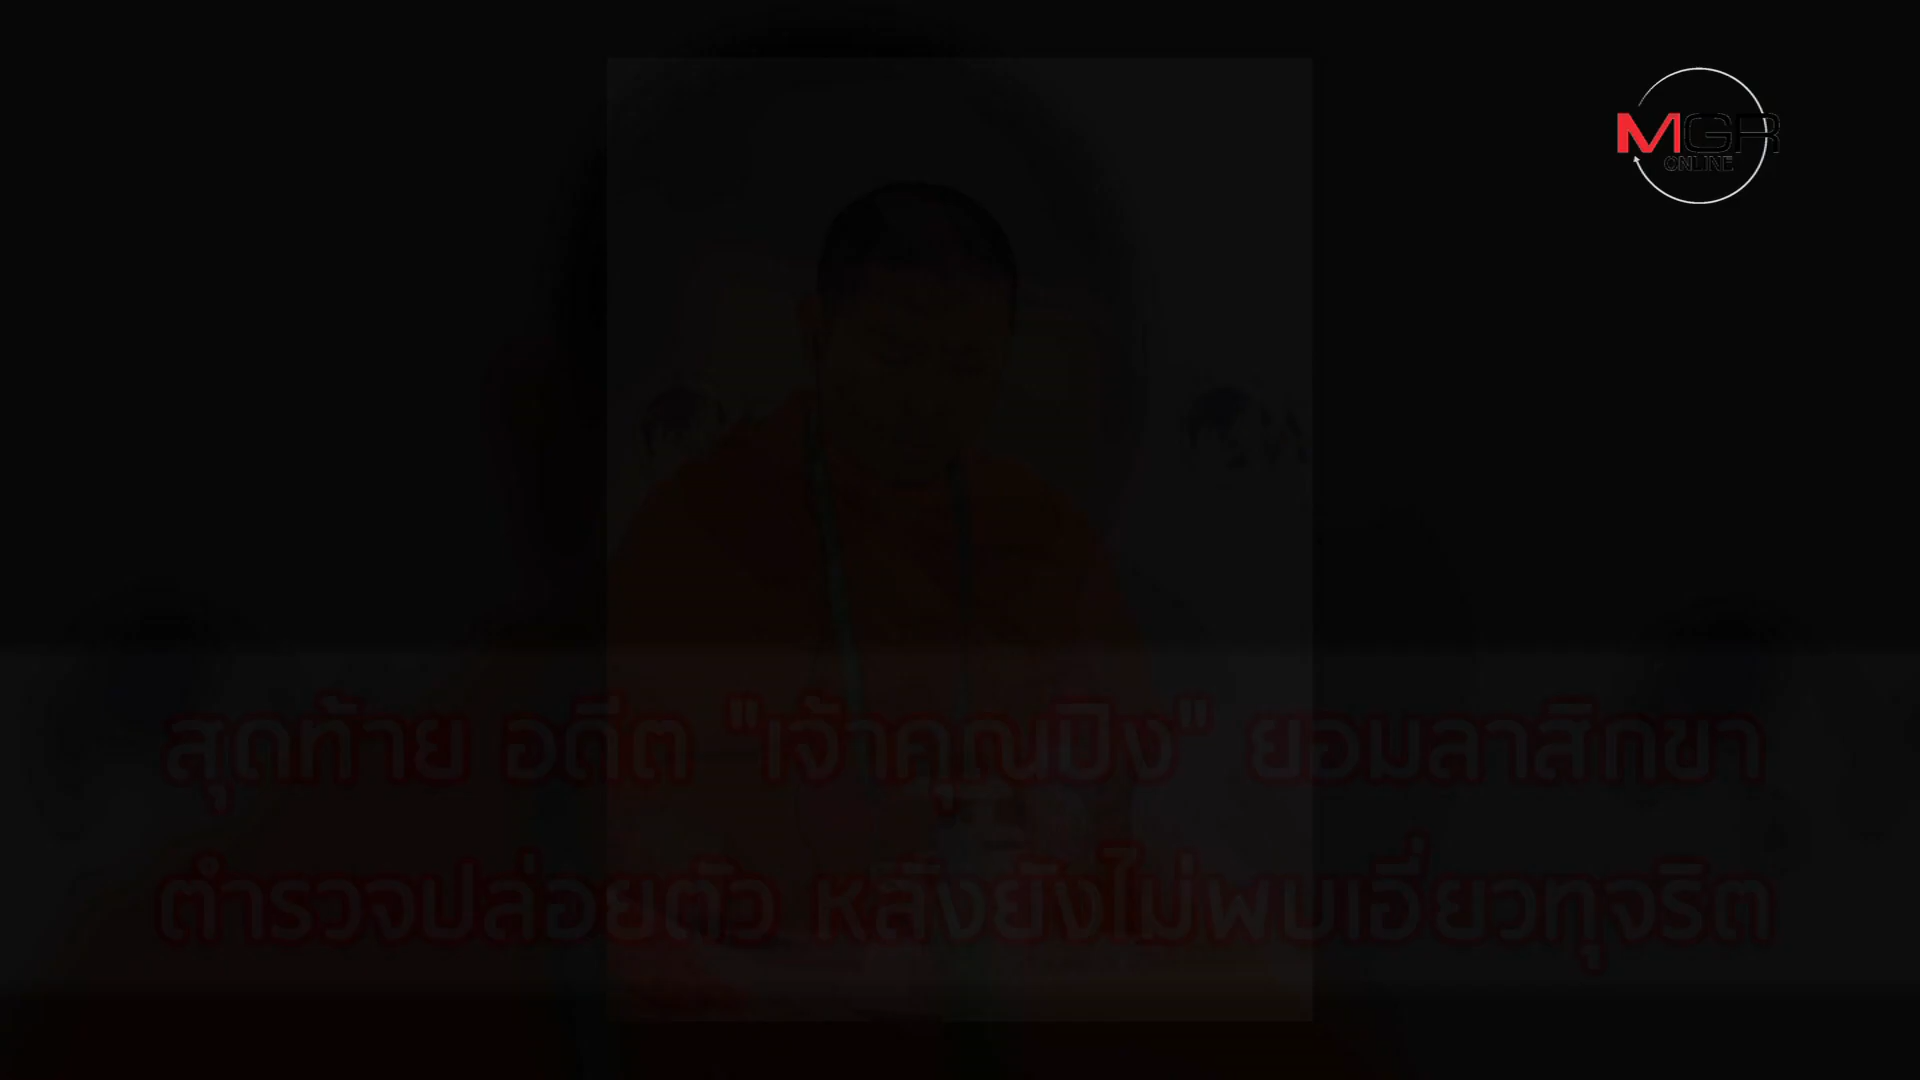 MGR
ONLINE
สุดท้าย อดีต "เจ้าคุณปิง" ยอมลาสิกขา
ตำรวจปล่อยตัว หลังยังไม่พบเอี่ยวทุจริต